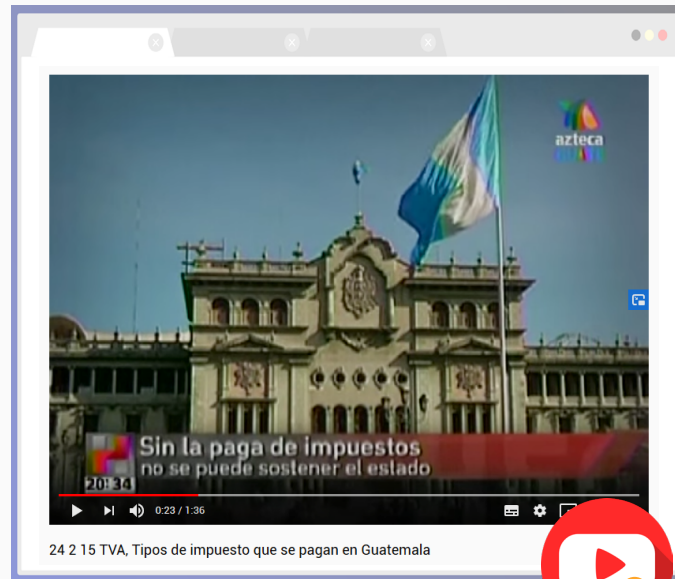 X
X
X
azteca
Sin la paga de impuestos
no se puede sostener el estado
20:34
0:23 / 1:36
24 2 15 TVA, Tipos de impuesto que se pagan en Guatemala